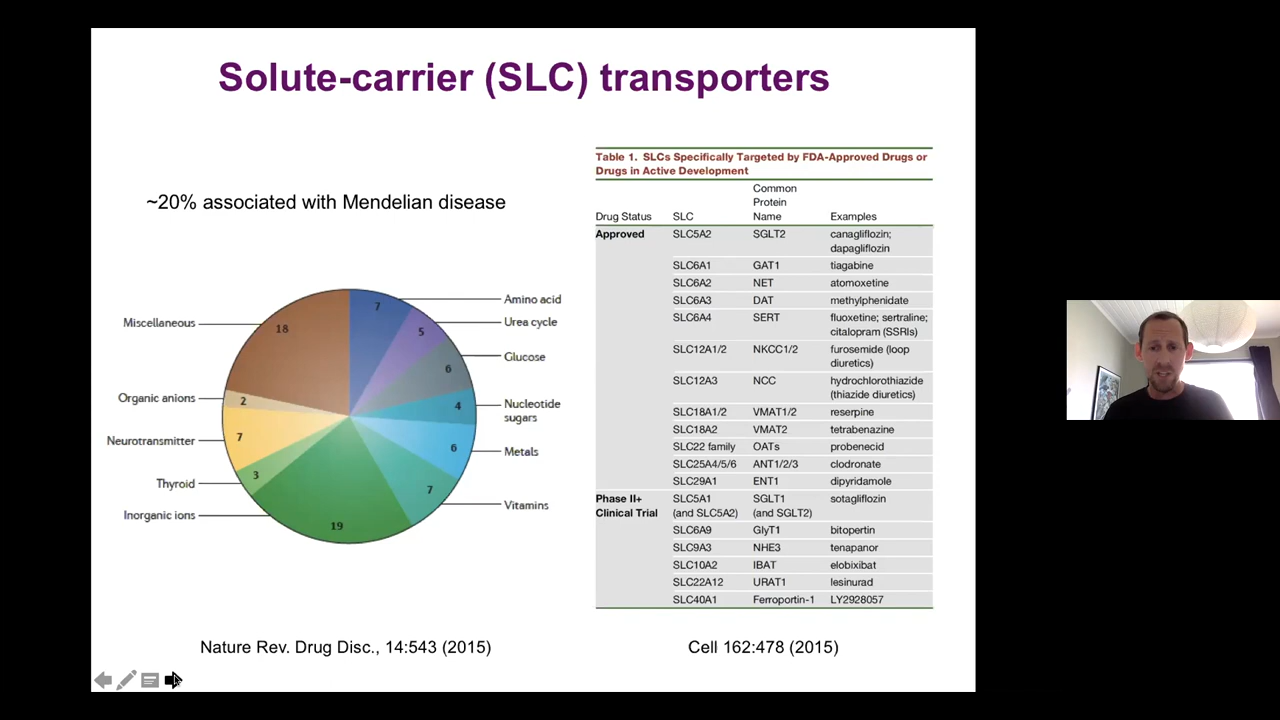 Solute-carrier (SLC) transporters
~20% associated with Mendelian disease
Amino acid
Urea cycle
Glucose
Nucleotide
sugars
Metals
Vitamins
Inorganic ions
Thyroid
Neurotransmitter
Organic anions
Miscellaneous
7
5
6
4
6
7
19
3
7
2
18
Nature Rev. Drug Disc., 14:543 (2015)
Table 1. SLCs Specifically Targeted by FDA-Approved Drugs or
Drugs in Active Development
Common
Protein
Drug Status SLC Name Examples
Approved SLC5A2 SGLT2 canagliflozin;
dapagliflozin
SLC6A1 GAT1 tiagabine
SLC6A2 NET atomoxetine
SLC6A3 DAT methylphenidate
SLC6A4 SERT fluoxetine; sertraline;
citalopram (SSRIs)
SLC12A1/2 NKCC1/2 furosemide (loop
diuretics)
SLC12A3 NCC hydrochlorothiazide
(thiazide diuretics)
SLC18A1/2 VMAT1/2 reserpine
SLC18A2 VMAT2 tetrabenazine
SLC22 family OATs probenecid
SLC25A4/5/6 ANT1/2/3 clodronate
SLC29A1 ENT1 dipyridamole
Phase II+ SLC5A1 SGLT1 sotagliflozin
Clinical Trial (and SLC5A2) (and SGLT2)
SLC6A9 GlyT1 bitopertin
SLC9A3 NHE3 tenapanor
SLC10A2 IBAT elobixibat
SLC22A12 URAT1 lesinurad
SLC40A1 Ferroportin-1 LY2928057
Cell 162:478 (2015)